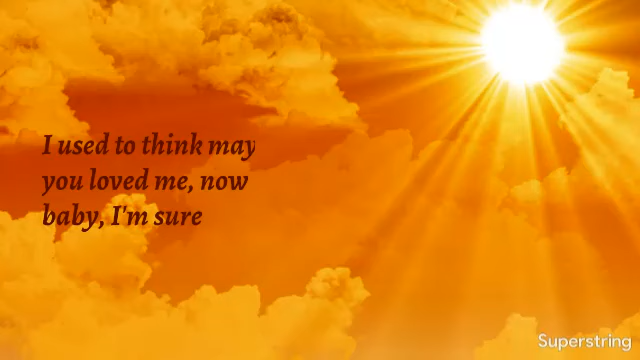 I used to think may
you loved me, now
baby, I'm sure
Superstring